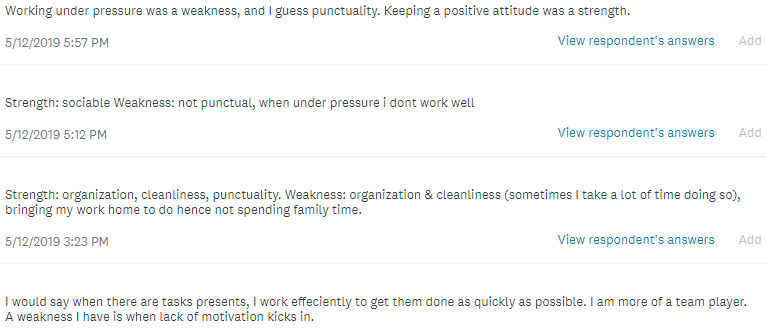 Working under pressure was a weakness, and I guess punctuality. Keeping a positive attitude was a strength.
5/12/2019 5:57 PM View respondent's answers Add
Strength: sociable Weakness: not punctual, when under pressure i dont work well
5/12/2019 5:12 PM View respondent's answers Add
Strength: organization, cleanliness, punctuality. Weakness: organization & cleanliness (sometimes I take a lot of time doing so),
bringing my work home to do hence not spending family time.
5/12/2019 3:23 PM View respondent's answers Add
I would say when there are tasks presents, I work effeciently to get them done as quickly as possible. I am more of a team player.
A weakness I have is when lack of motivation kicks in.